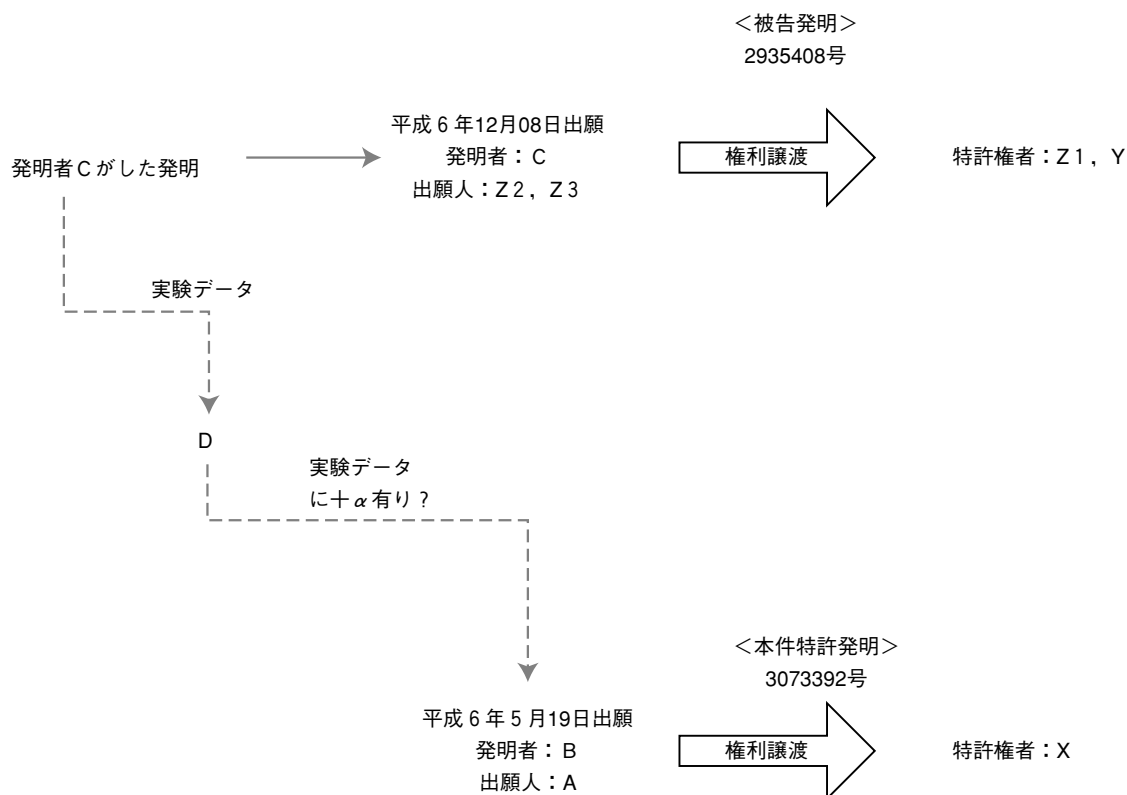 ＜被告発明＞
2935408号
発明者Cがした発明
平成６年12月08日出願
発明者：C
出願人：Z２，Z３
権利譲渡
特許権者：Z１，Y
実験データ
D
実験データ
に＋α有り？
＜本件特許発明＞
3073392号
平成６年５月19日出願
発明者：B
出願人：A
権利譲渡
特許権者：X